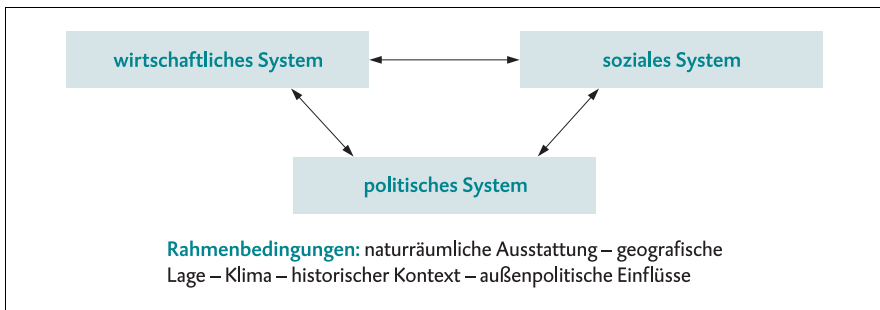 wirtschaftliches System
soziales System
politisches System
Rahmenbedingungen: naturräumliche Ausstattung – geografische
Lage – Klima – historischer Kontext – außenpolitische Einflüsse